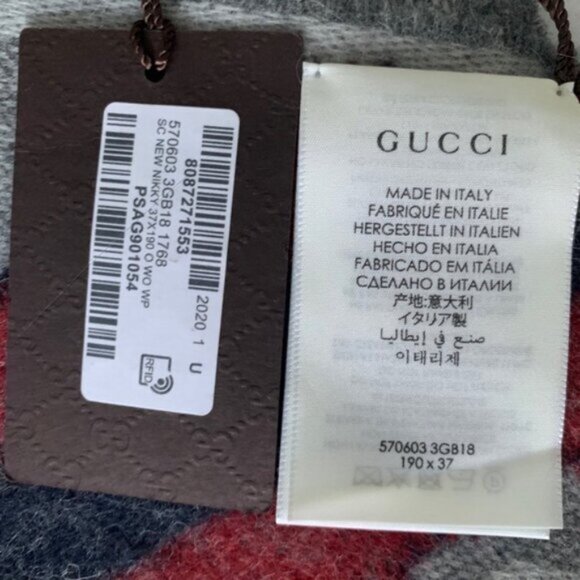 8087271553
2020 1 U
570603 3GB18 1768
SC NEW NIKKY 37X190 O WO WP
PSAG901054
RFID
GUCCI
MADE IN ITALY
FABRIQUÉ EN ITALIE
HERGESTELLT IN ITALIEN
HECHO EN ITALIA
FABRICADO EM ITÁLIA
СДЕЛАНО В ИТАЛИИ
产地:意大利
イタリア製
صنع في إيطاليا
이태리제
570603 3GB18
190 x 37